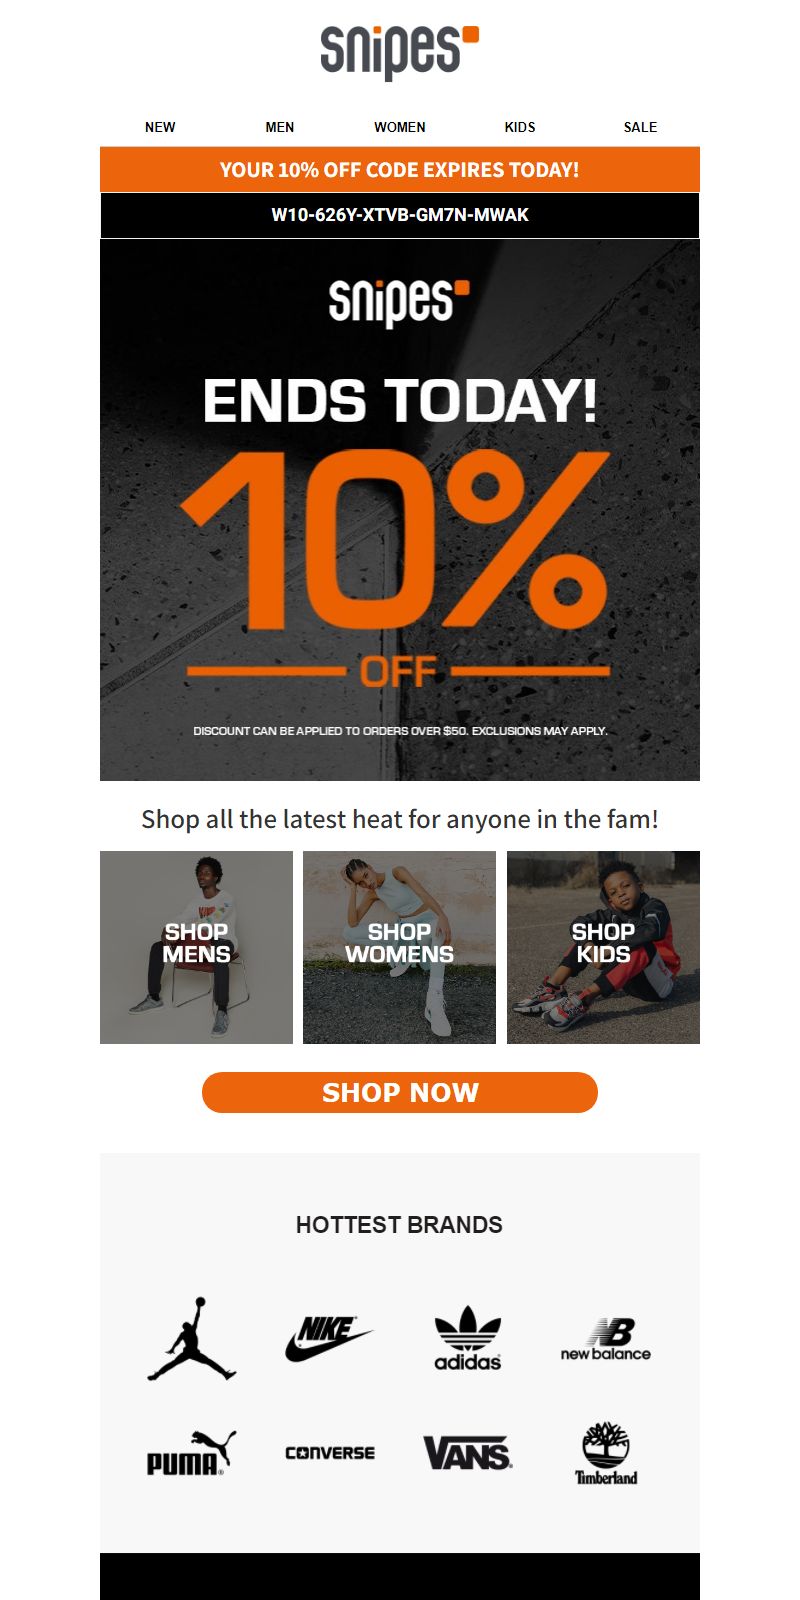 snipes
NEW MEN WOMEN KIDS SALE
YOUR 10% OFF CODE EXPIRES TODAY!
W10-626Y-XTVB-GM7N-MWAK
snipes
ENDS TODAY!
10%
OFF
DISCOUNT CAN BE APPLIED TO ORDERS OVER $50. EXCLUSIONS MAY APPLY.
Shop all the latest heat for anyone in the fam!
SHOP
MENS
SHOP
WOMENS
SHOP
KIDS
SHOP NOW
HOTTEST BRANDS
NIKE
adidas
NB
new balance
PUMA
CONVERSE
VANS
Timberland